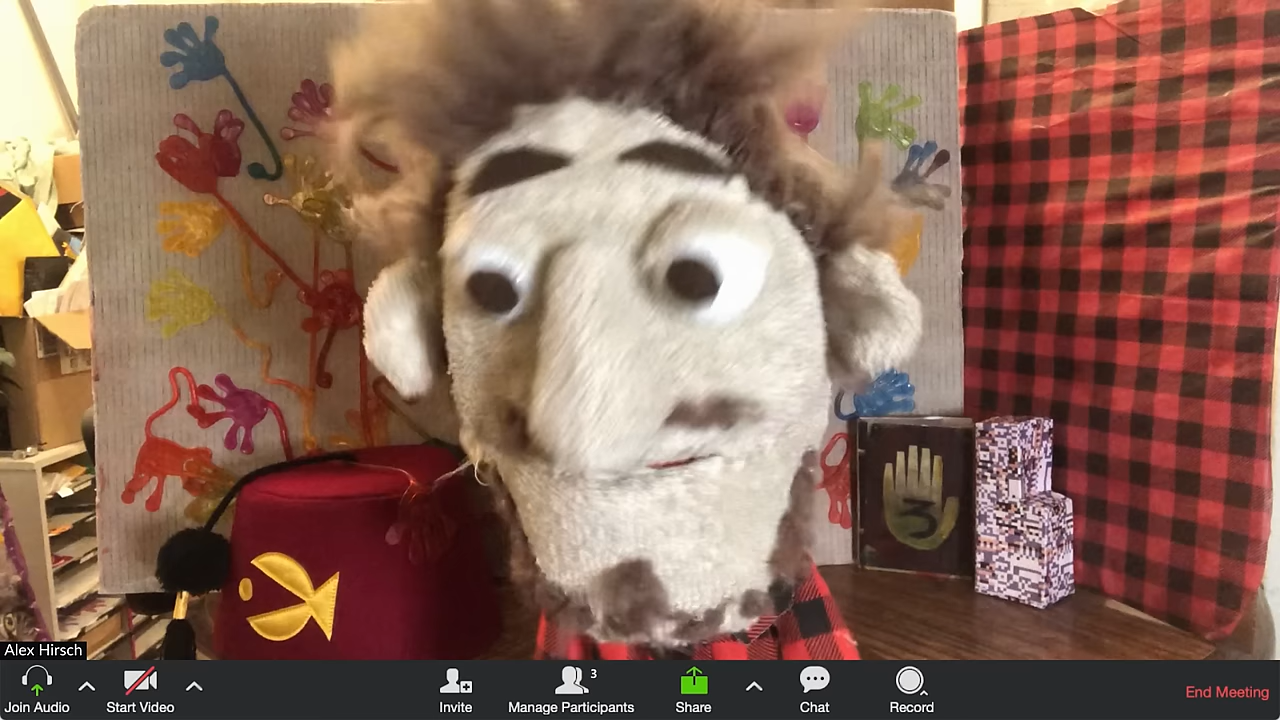 3
Alex Hirsch
Join Audio
Start Video
Invite
3
Manage Participants
Share
Chat
Record
End Meeting